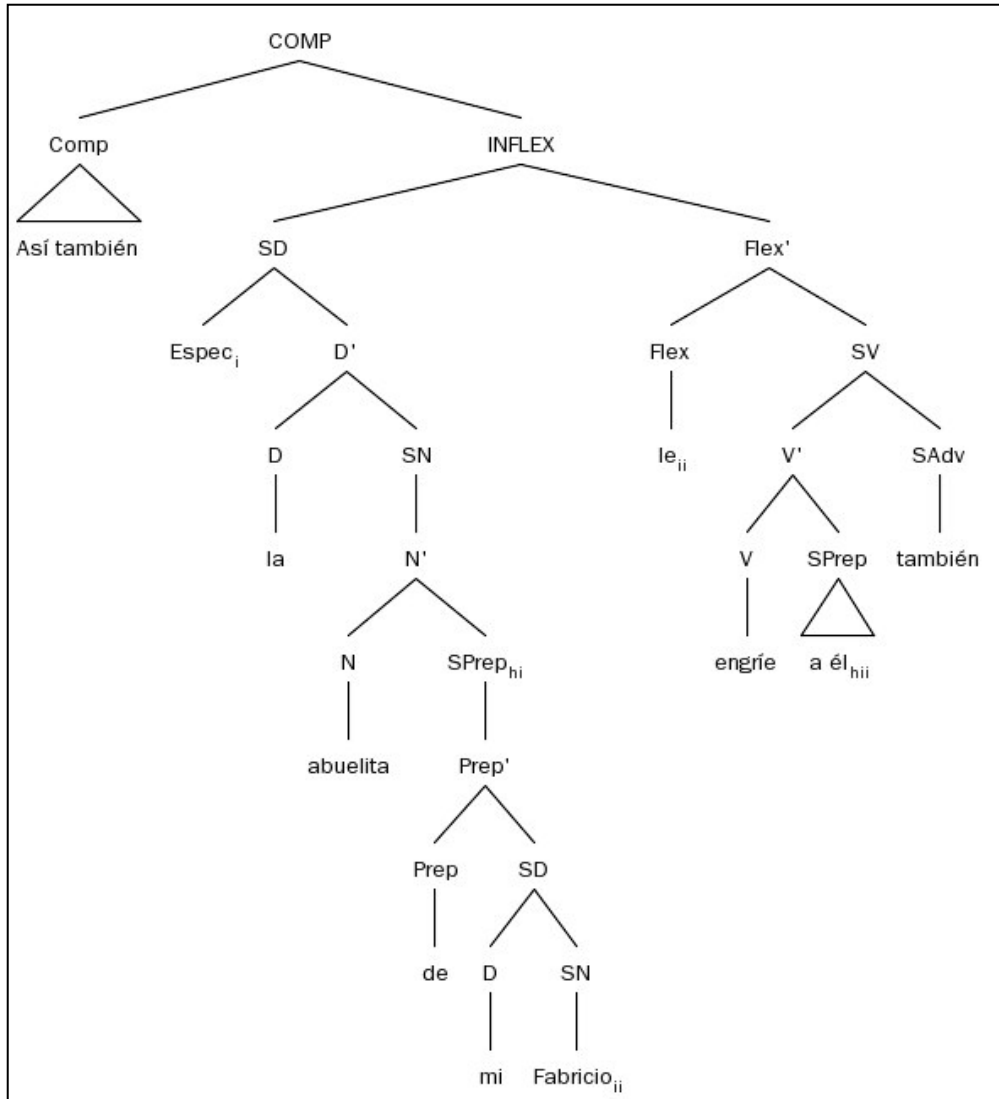 COMP
Comp INFLEX
Así también SD Flex'
Espec_i D' Flex SV
D SN le_ii V' SAdv
la N' V SPrep también
N SPrep_hi engríe a él_hii
abuelita Prep'
Prep SD
de D SN
mi Fabricio_ii